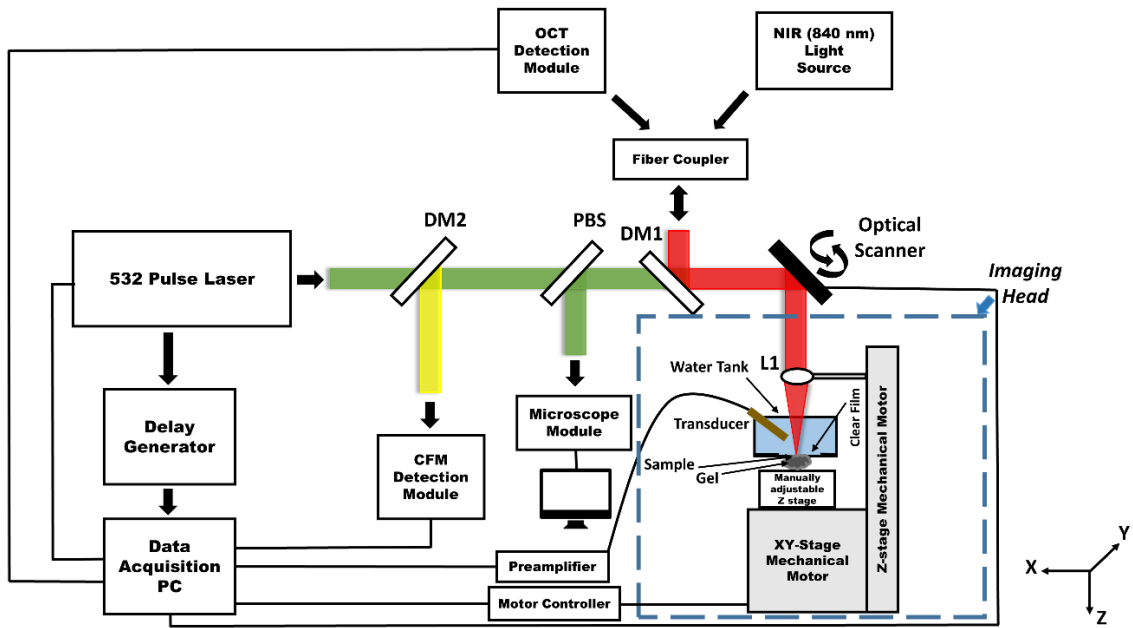 OCT
Detection
Module
NIR (840 nm)
Light
Source
Fiber Coupler
DM2
PBS
DM1
Optical
Scanner
532 Pulse Laser
Imaging
Head
L1
Water Tank
Clear Film
Transducer
Delay
Generator
Microscope
Module
CFM
Detection
Module
Sample
Gel
Manually
adjustable
Z stage
Z-stage Mechanical Motor
Data
Acquisition
PC
Preamplifier
XY-Stage
Mechanical
Motor
Motor Controller
Y
X
Z